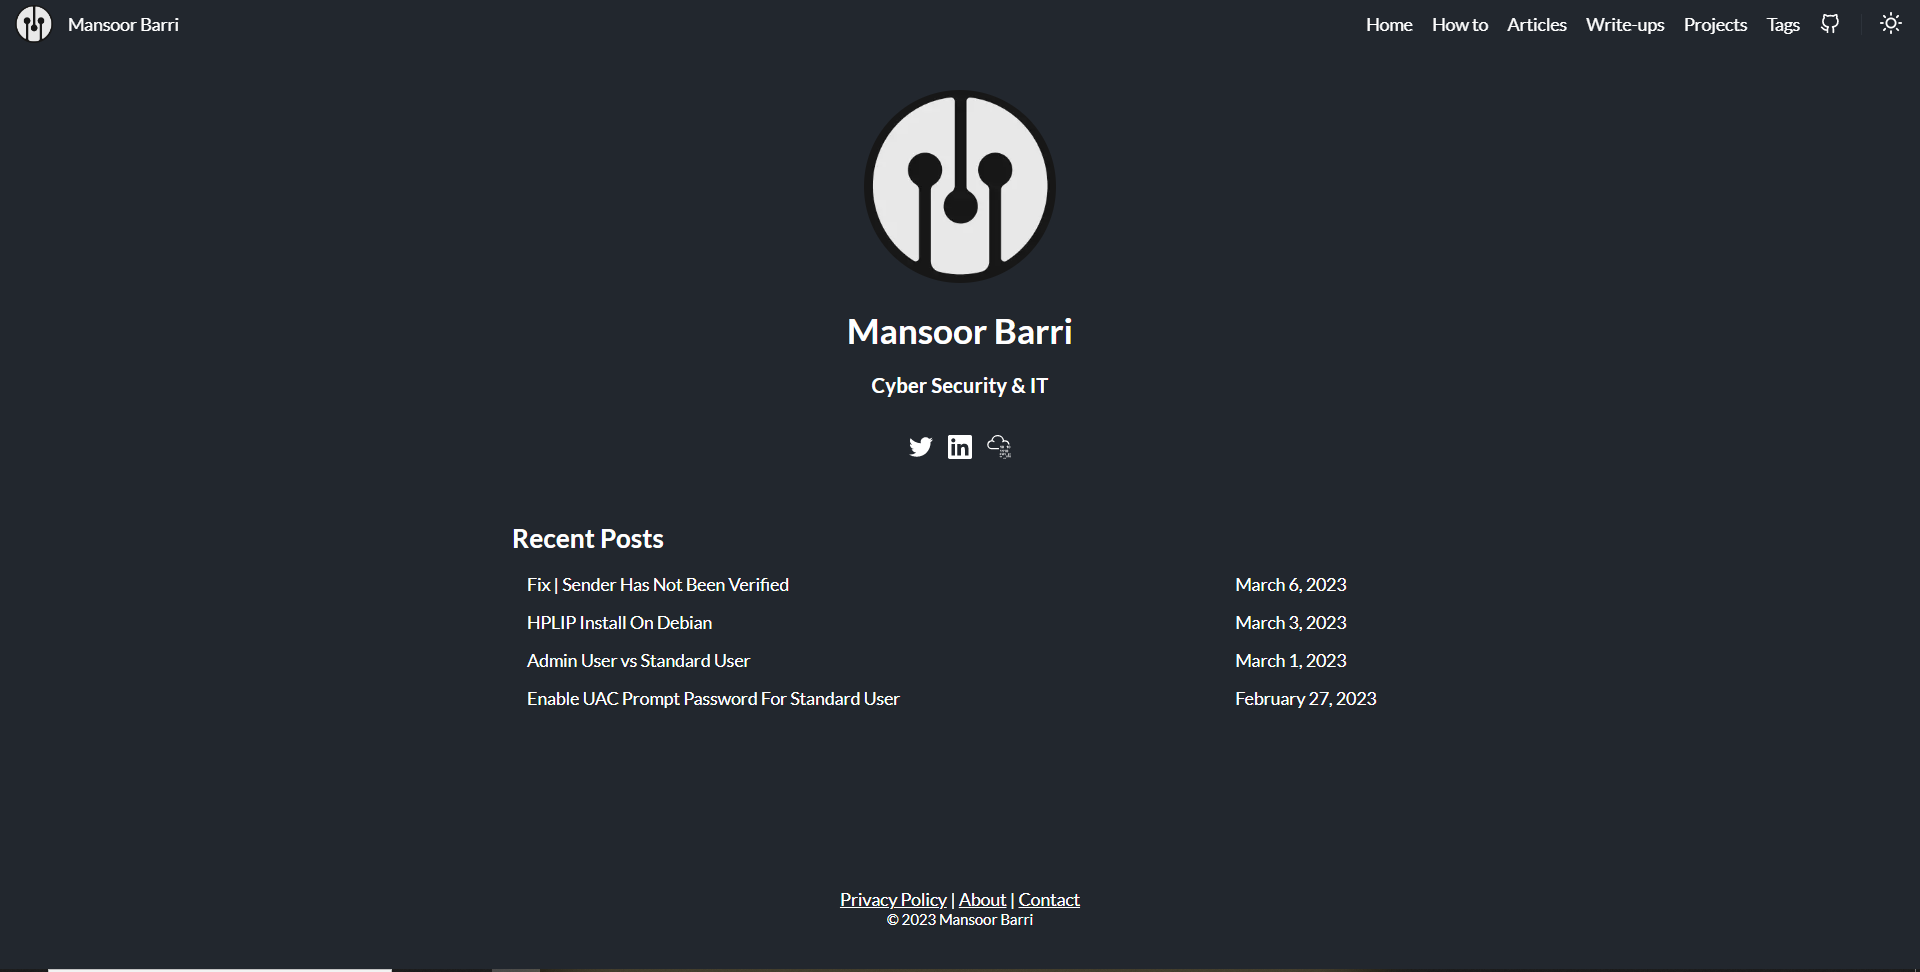 Mansoor Barri
Home How to Articles Write-ups Projects Tags
Mansoor Barri
Cyber Security & IT
Recent Posts
Fix | Sender Has Not Been Verified March 6, 2023
HPLIP Install On Debian March 3, 2023
Admin User vs Standard User March 1, 2023
Enable UAC Prompt Password For Standard User February 27, 2023
Privacy Policy | About | Contact
© 2023 Mansoor Barri